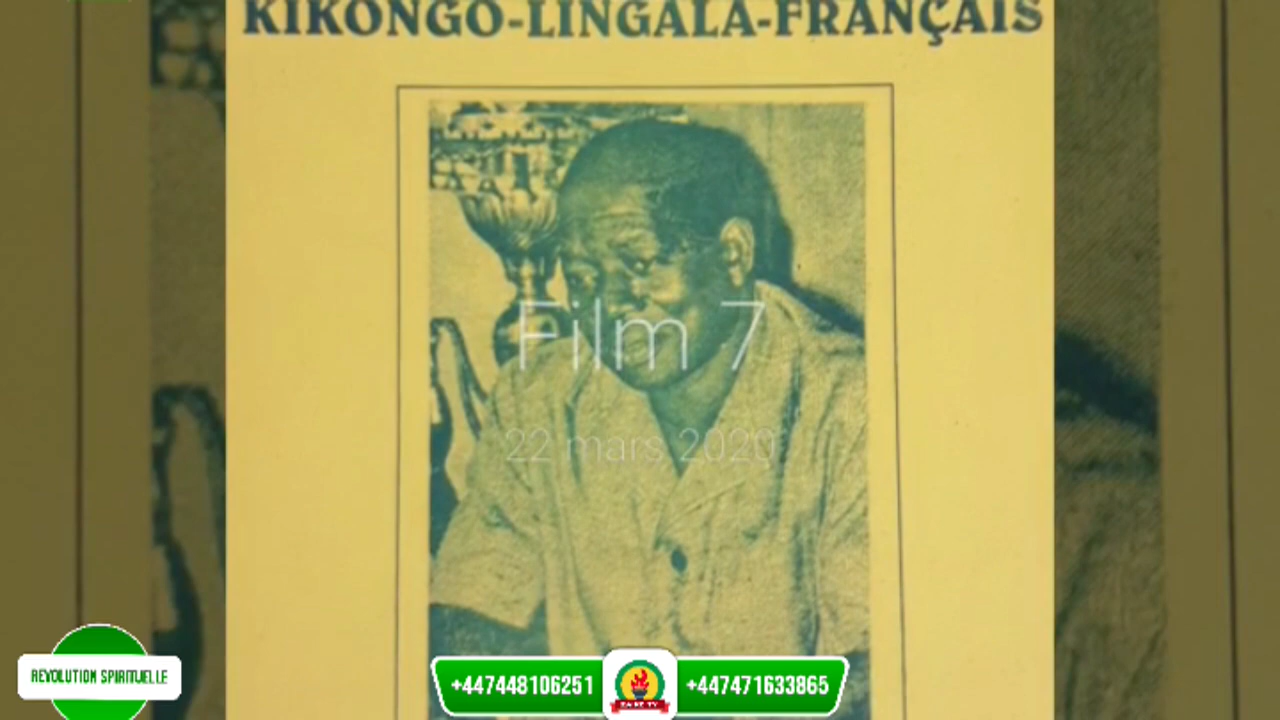 KIKONGO-LINGALA-FRANÇAIS
Film 7
22 mars 2020
REVOLUTION SPIRITUELLE
+447448106251
+447471633865